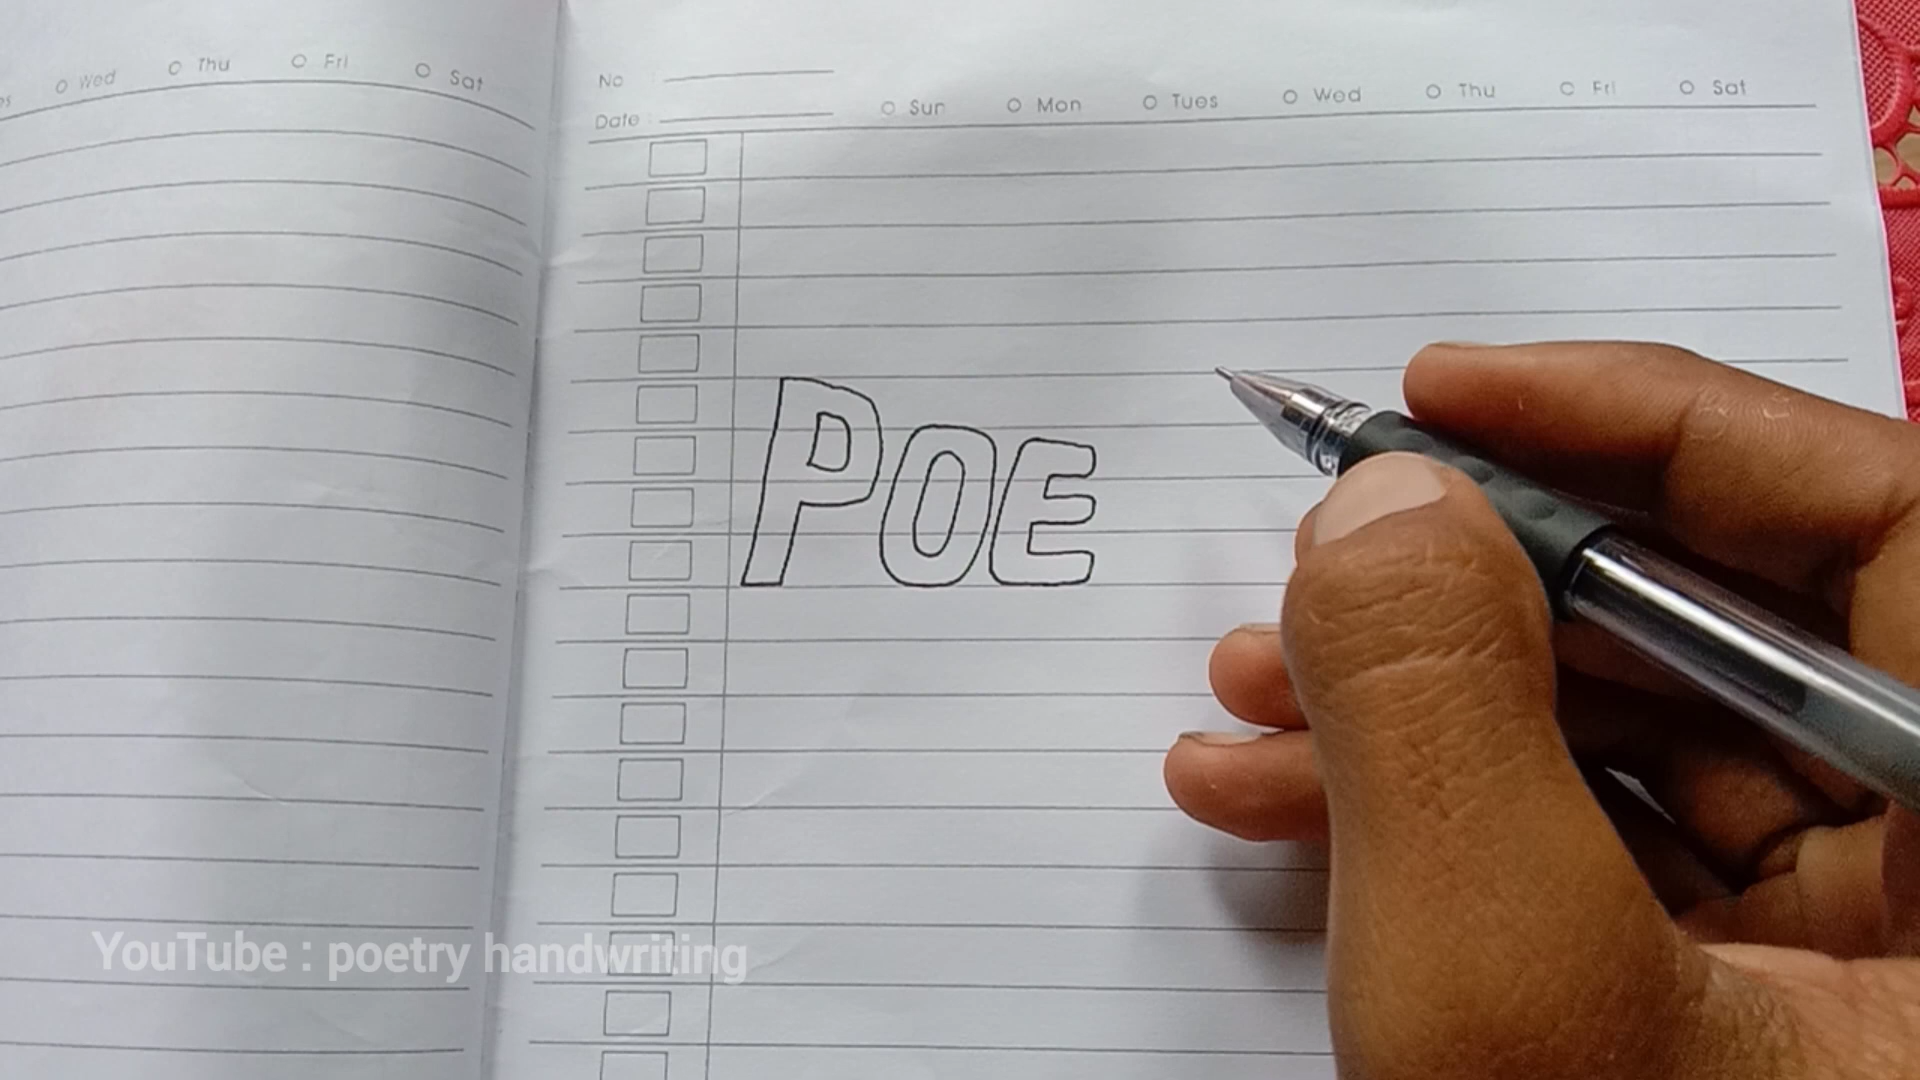 Wed Thu Fri Sat
No :
Date : Sun Mon Tues Wed Thu Fri Sat
POE
YouTube : poetry handwriting